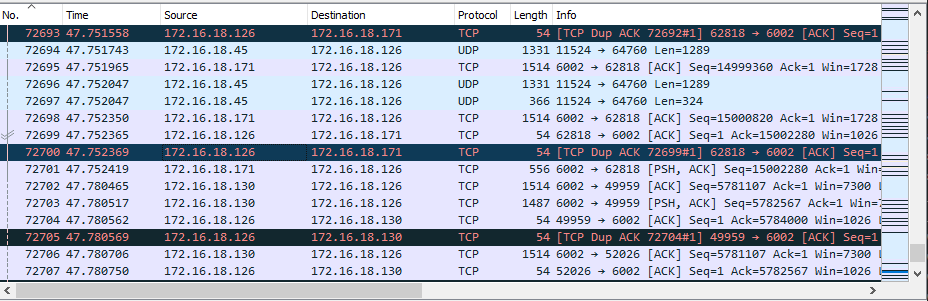 No. Time Source Destination Protocol Length Info
72693 47.751558 172.16.18.126 172.16.18.171 TCP 54 [TCP Dup ACK 72692#1] 62818 → 6002 [ACK] Seq=1
72694 47.751743 172.16.18.45 172.16.18.126 UDP 1331 11524 → 64760 Len=1289
72695 47.751965 172.16.18.171 172.16.18.126 TCP 1514 6002 → 62818 [ACK] Seq=14999360 Ack=1 Win=1728
72696 47.752047 172.16.18.45 172.16.18.126 UDP 1331 11524 → 64760 Len=1289
72697 47.752047 172.16.18.45 172.16.18.126 UDP 366 11524 → 64760 Len=324
72698 47.752350 172.16.18.171 172.16.18.126 TCP 1514 6002 → 62818 [ACK] Seq=15000820 Ack=1 Win=1728
72699 47.752365 172.16.18.126 172.16.18.171 TCP 54 62818 → 6002 [ACK] Seq=1 Ack=15002280 Win=1026
72700 47.752369 172.16.18.126 172.16.18.171 TCP 54 [TCP Dup ACK 72699#1] 62818 → 6002 [ACK] Seq=1
72701 47.752419 172.16.18.171 172.16.18.126 TCP 556 6002 → 62818 [PSH, ACK] Seq=15002280 Ack=1 Win=
72702 47.780465 172.16.18.130 172.16.18.126 TCP 1514 6002 → 49959 [ACK] Seq=5781107 Ack=1 Win=7300
72703 47.780517 172.16.18.130 172.16.18.126 TCP 1487 6002 → 49959 [PSH, ACK] Seq=5782567 Ack=1 Win=
72704 47.780562 172.16.18.126 172.16.18.130 TCP 54 49959 → 6002 [ACK] Seq=1 Ack=5784000 Win=1026
72705 47.780569 172.16.18.126 172.16.18.130 TCP 54 [TCP Dup ACK 72704#1] 49959 → 6002 [ACK] Seq=1
72706 47.780706 172.16.18.130 172.16.18.126 TCP 1514 6002 → 52026 [ACK] Seq=5781107 Ack=1 Win=7300
72707 47.780750 172.16.18.126 172.16.18.130 TCP 54 52026 → 6002 [ACK] Seq=1 Ack=5782567 Win=1026